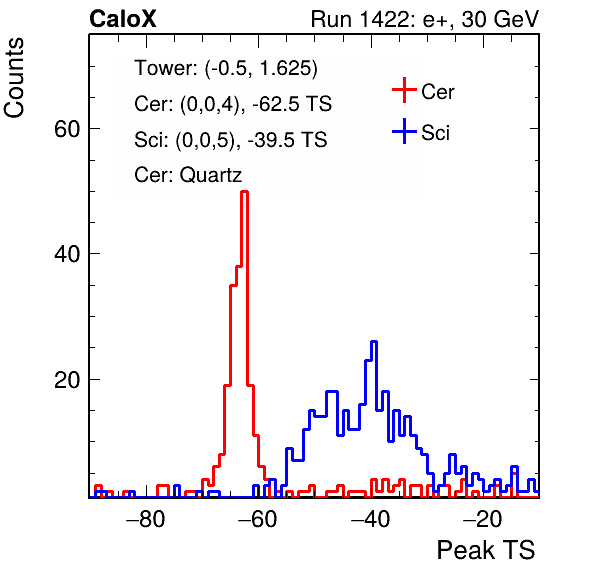 CaloX Run 1422: e+, 30 GeV
Counts
Tower: (-0.5, 1.625)
Cer: (0,0,4), -62.5 TS
Sci: (0,0,5), -39.5 TS
Cer: Quartz
Cer
Sci
60
40
20
−80 −60 −40 −20
Peak TS